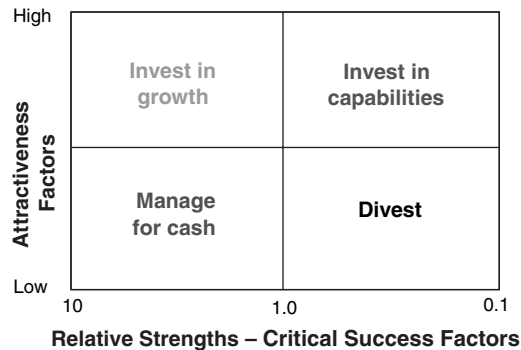 High
Invest in
growth
Invest in
capabilities
Attractiveness
Factors
Manage
for cash
Divest
Low
10
1.0
0.1
Relative Strengths – Critical Success Factors